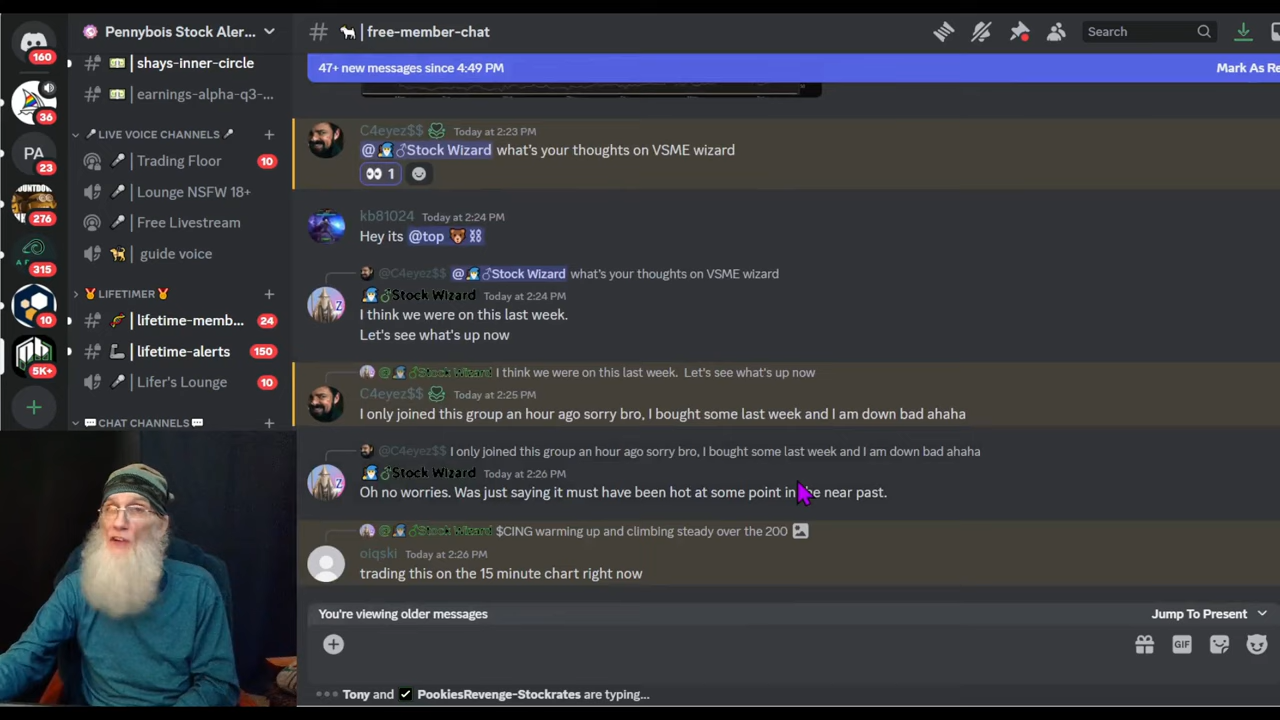 Pennybois Stock Aler...
| free-member-chat
Search
47+ new messages since 4:49 PM
Mark As Re
160
36
PA
23
276
315
10
5K+
| shays-inner-circle
| earnings-alpha-q3-...
LIVE VOICE CHANNELS
| Trading Floor
10
| Lounge NSFW 18+
| Free Livestream
guide voice
LIFETIMER
| lifetime-memb...
24
| lifetime-alerts
150
| Lifer's Lounge
10
CHAT CHANNELS
C4eyez$$ Today at 2:23 PM
@🧙‍♂️Stock Wizard what's your thoughts on VSME wizard
👀 1
kb81024 Today at 2:24 PM
Hey its @top 🐻⛓
@C4eyez$$ @🧙‍♂️Stock Wizard what's your thoughts on VSME wizard
🧙‍♂️Stock Wizard Today at 2:24 PM
I think we were on this last week.
Let's see what's up now
@🧙‍♂️Stock Wizard I think we were on this last week. Let's see what's up now
C4eyez$$ Today at 2:25 PM
I only joined this group an hour ago sorry bro, I bought some last week and I am down bad ahaha
@C4eyez$$ I only joined this group an hour ago sorry bro, I bought some last week and I am down bad ahaha
🧙‍♂️Stock Wizard Today at 2:26 PM
Oh no worries. Was just saying it must have been hot at some point in the near past.
@🧙‍♂️Stock Wizard $CING warming up and climbing steady over the 200
oiqski Today at 2:26 PM
trading this on the 15 minute chart right now
You're viewing older messages
Jump To Present
GIF
Tony and ✔ PookiesRevenge-Stockrates are typing...